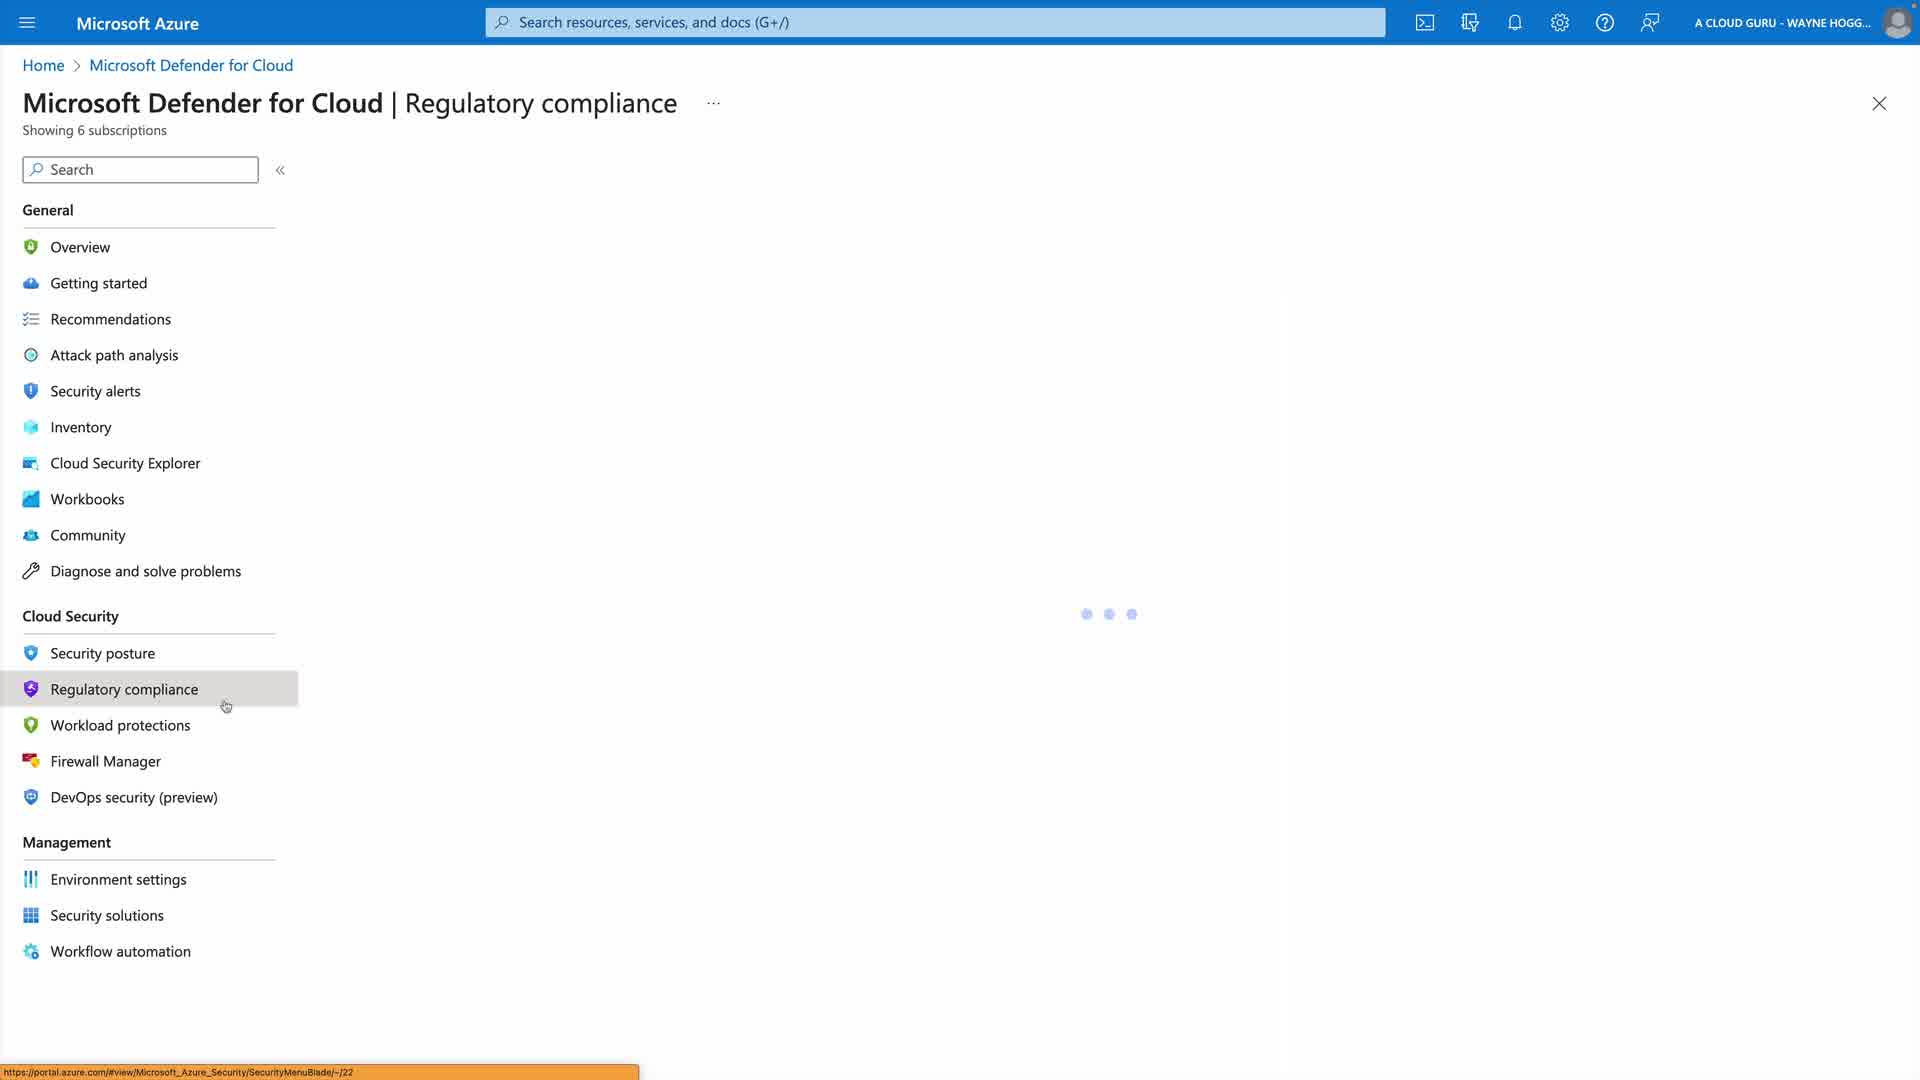 Microsoft Azure
Search resources, services, and docs (G+/)
A CLOUD GURU - WAYNE HOGG...
Home > Microsoft Defender for Cloud
Microsoft Defender for Cloud | Regulatory compliance ...
Showing 6 subscriptions
Search
General
Overview
Getting started
Recommendations
Attack path analysis
Security alerts
Inventory
Cloud Security Explorer
Workbooks
Community
Diagnose and solve problems
Cloud Security
Security posture
Regulatory compliance
Workload protections
Firewall Manager
DevOps security (preview)
Management
Environment settings
Security solutions
Workflow automation
https://portal.azure.com/#view/Microsoft_Azure_Security/SecurityMenuBlade/~/22